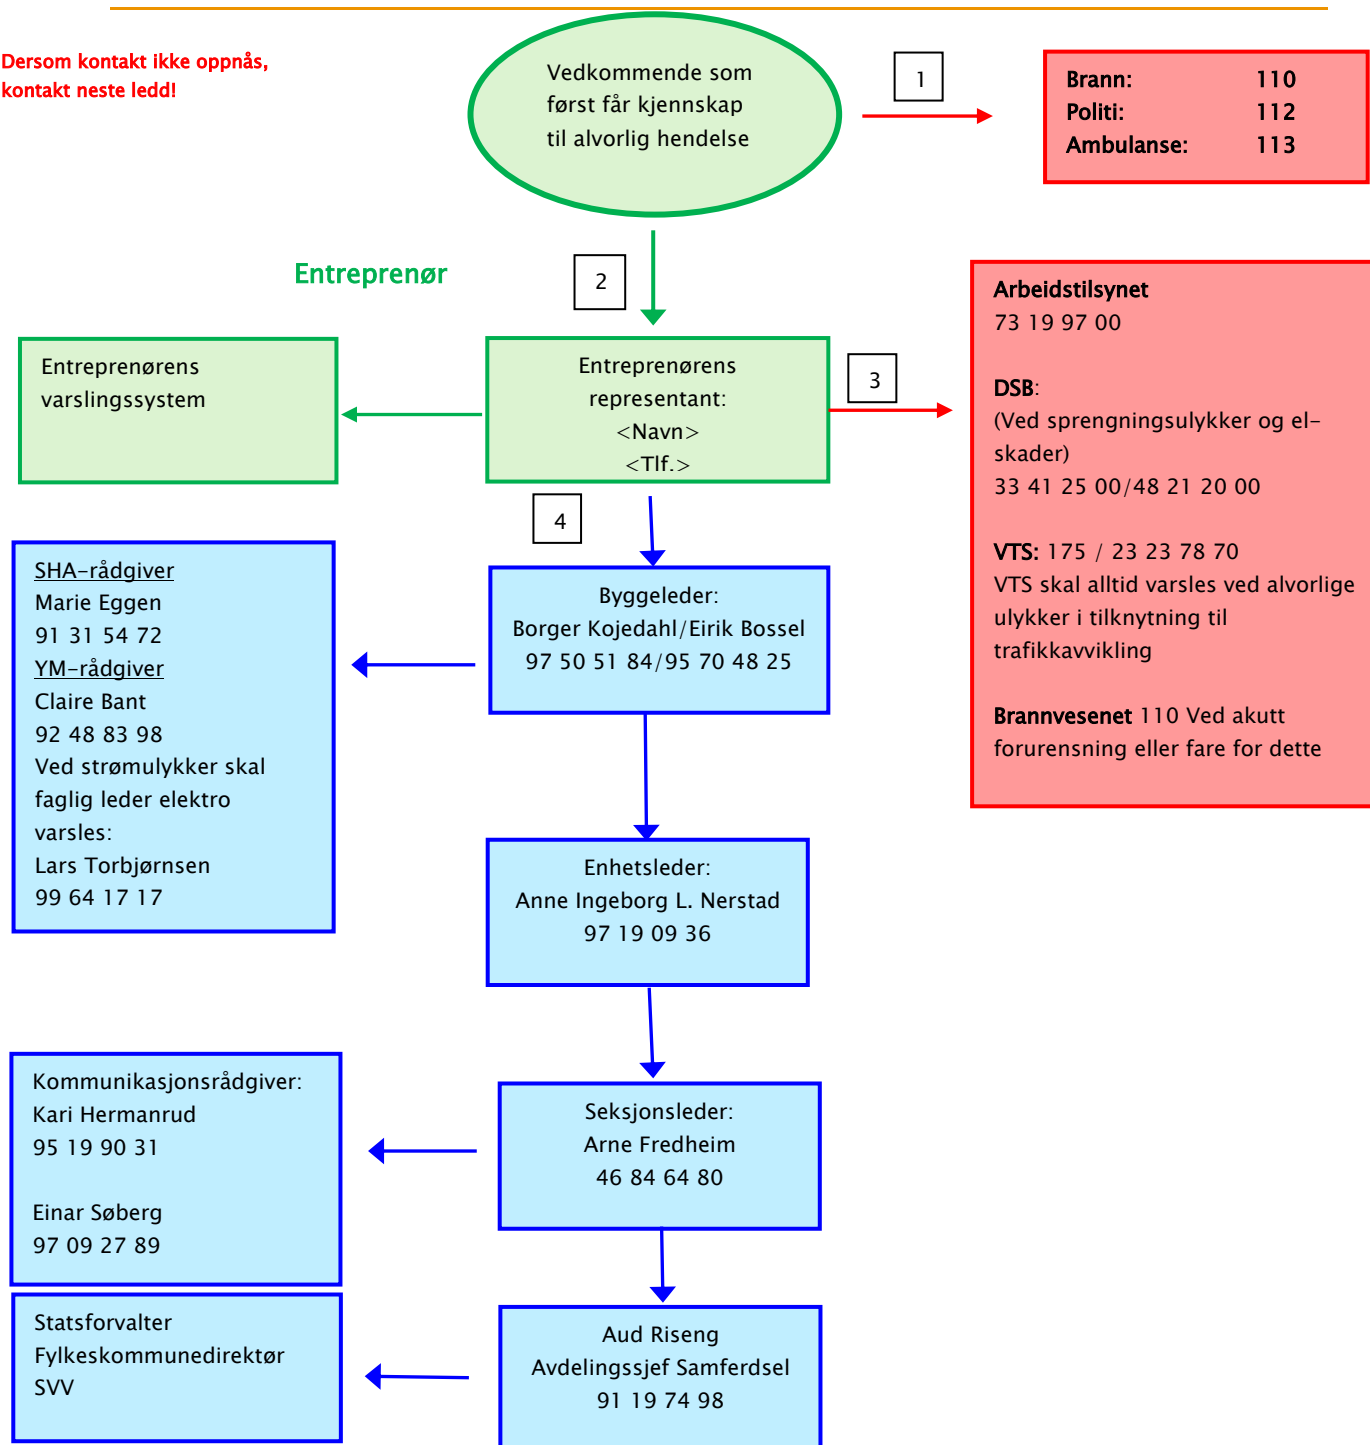 Dersom kontakt ikke oppnås,
kontakt neste ledd!
Vedkommende som
først får kjennskap
til alvorlig hendelse
1
Brann: 110
Politi: 112
Ambulanse: 113
Entreprenør
2
Entreprenørens
varslingssystem
Entreprenørens
representant:
<Navn>
<Tlf.>
3
Arbeidstilsynet
73 19 97 00
DSB:
(Ved sprengningsulykker og el-
skader)
33 41 25 00/48 21 20 00
VTS: 175 / 23 23 78 70
VTS skal alltid varsles ved alvorlige
ulykker i tilknytning til
trafikkavvikling
Brannvesenet 110 Ved akutt
forurensning eller fare for dette
4
SHA-rådgiver
Marie Eggen
91 31 54 72
YM-rådgiver
Claire Bant
92 48 83 98
Ved strømulykker skal
faglig leder elektro
varsles:
Lars Torbjørnsen
99 64 17 17
Byggeleder:
Borger Kojedahl/Eirik Bossel
97 50 51 84/95 70 48 25
Enhetsleder:
Anne Ingeborg L. Nerstad
97 19 09 36
Kommunikasjonsrådgiver:
Kari Hermanrud
95 19 90 31
Einar Søberg
97 09 27 89
Seksjonsleder:
Arne Fredheim
46 84 64 80
Statsforvalter
Fylkeskommunedirektør
SVV
Aud Riseng
Avdelingssjef Samferdsel
91 19 74 98